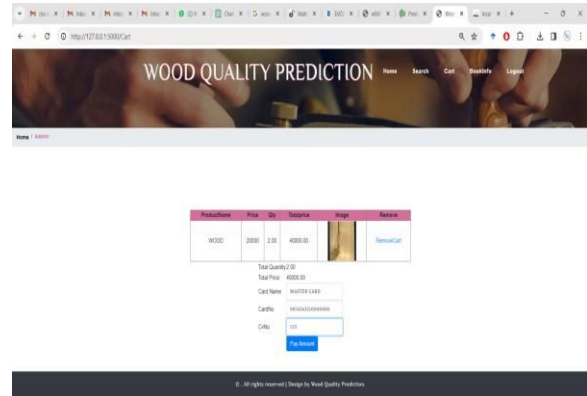 http://127.0.0.1:5000/Cart
WOOD QUALITY PREDICTION
Home Search Cart BookInfo Logout
Home / Admin
ProductName Price Qty Totalprice Image Remove
WOOD 20000 2.00 40000.00 RemoveCart
Total Quantity 2.00
Total Price 40000.00
Card Name MASTER CARD
CardNo
CvNo 123
Pay Amount
© . All rights reserved | Design by Wood Quality Prediction.